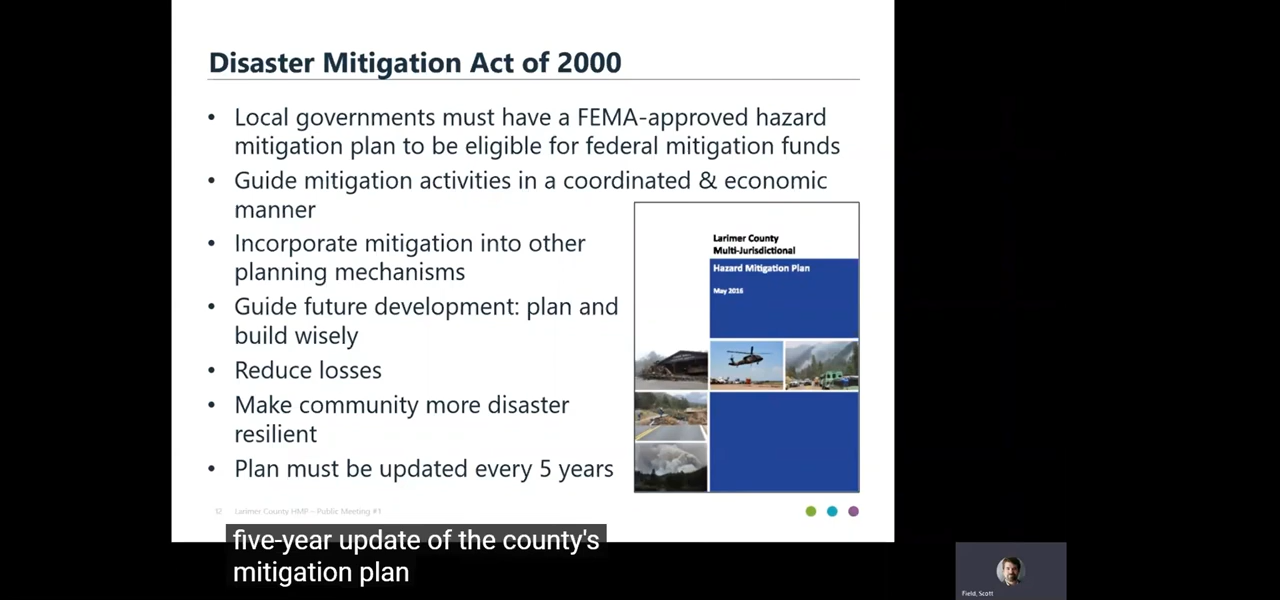 Disaster Mitigation Act of 2000
• Local governments must have a FEMA-approved hazard
mitigation plan to be eligible for federal mitigation funds
• Guide mitigation activities in a coordinated & economic
manner
• Incorporate mitigation into other
planning mechanisms
• Guide future development: plan and
build wisely
• Reduce losses
• Make community more disaster
resilient
• Plan must be updated every 5 years
Larimer County
Multi-Jurisdictional
Hazard Mitigation Plan
May 2016
12 Larimer County HMP – Public Meeting #1
five-year update of the county's
mitigation plan
Field, Scott